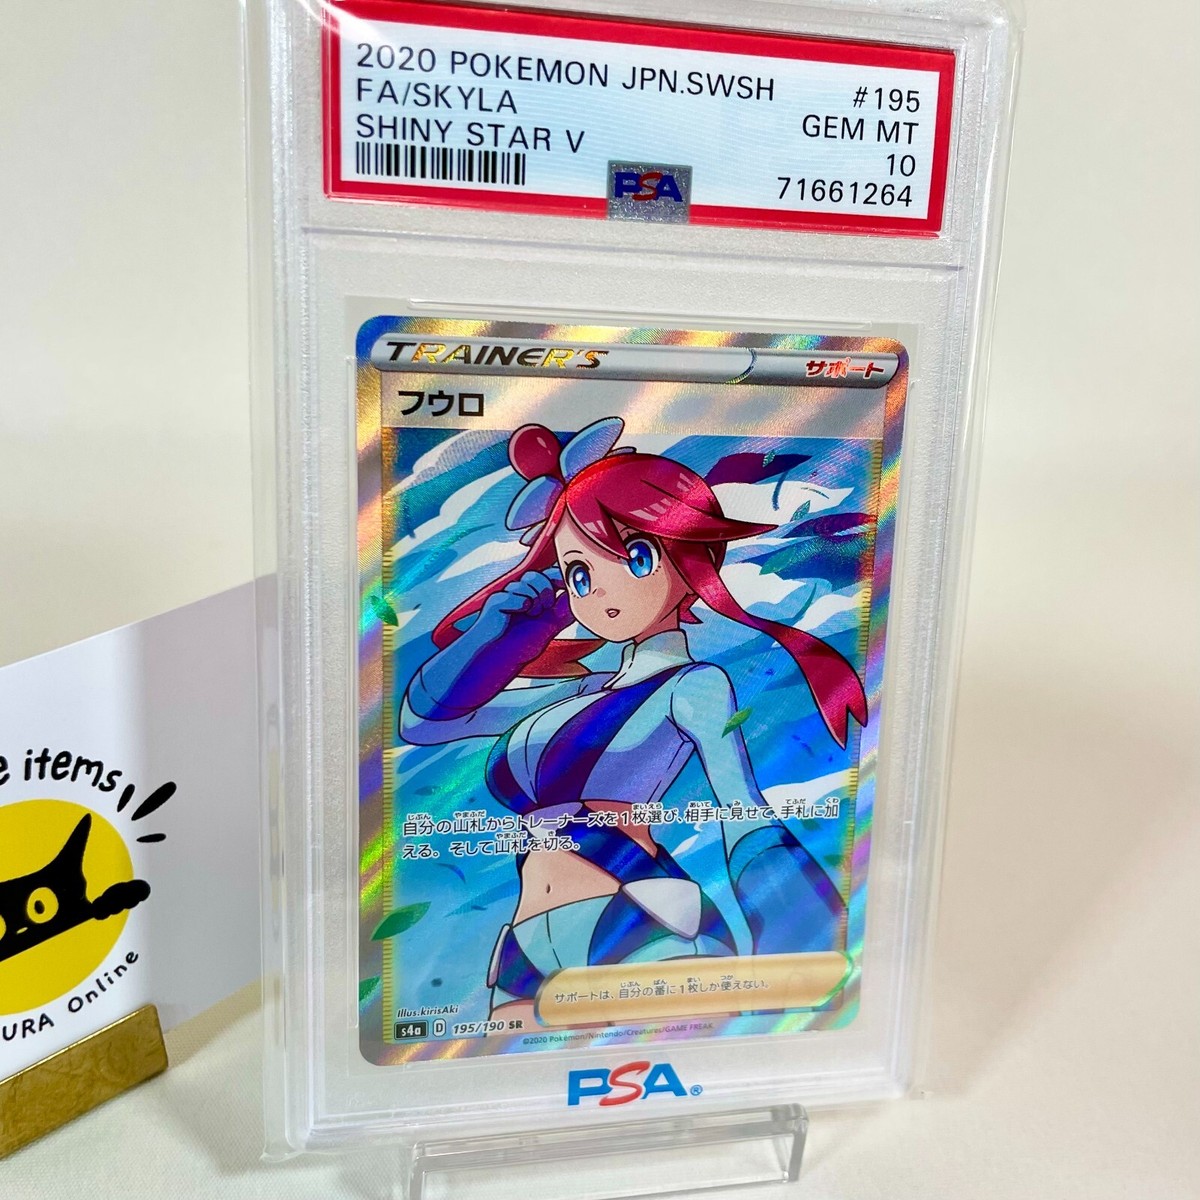 2020 POKEMON JPN.SWSH
#195
FA/SKYLA
GEM MT
SHINY STAR V
10
PSA
71661264
TRAINER'S
サポート
フウロ
自分の山札からトレーナーズを1枚選び、相手に見せて、手札に加
える。そして山札を切る。
サポートは、自分の番に1枚しか使えない。
Illus.kirisAki
s4a D 195/190 SR
©2020 Pokémon/Nintendo/Creatures/GAME FREAK
PSA®
items
URA Online